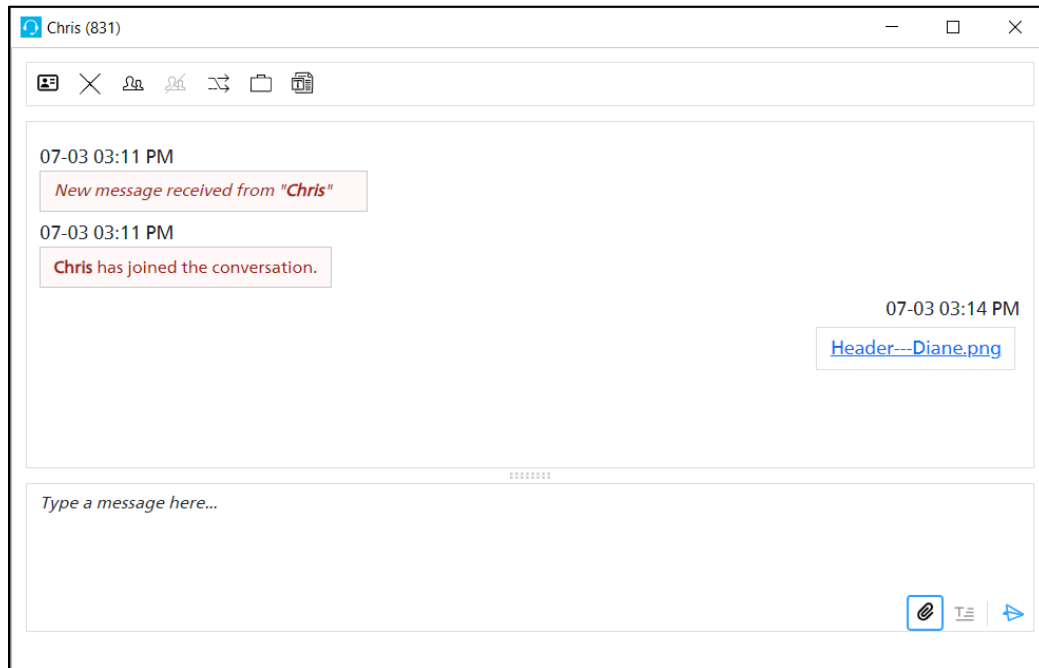 Chris (831)
07-03 03:11 PM
New message received from "Chris"
07-03 03:11 PM
Chris has joined the conversation.
07-03 03:14 PM
Header---Diane.png
Type a message here...